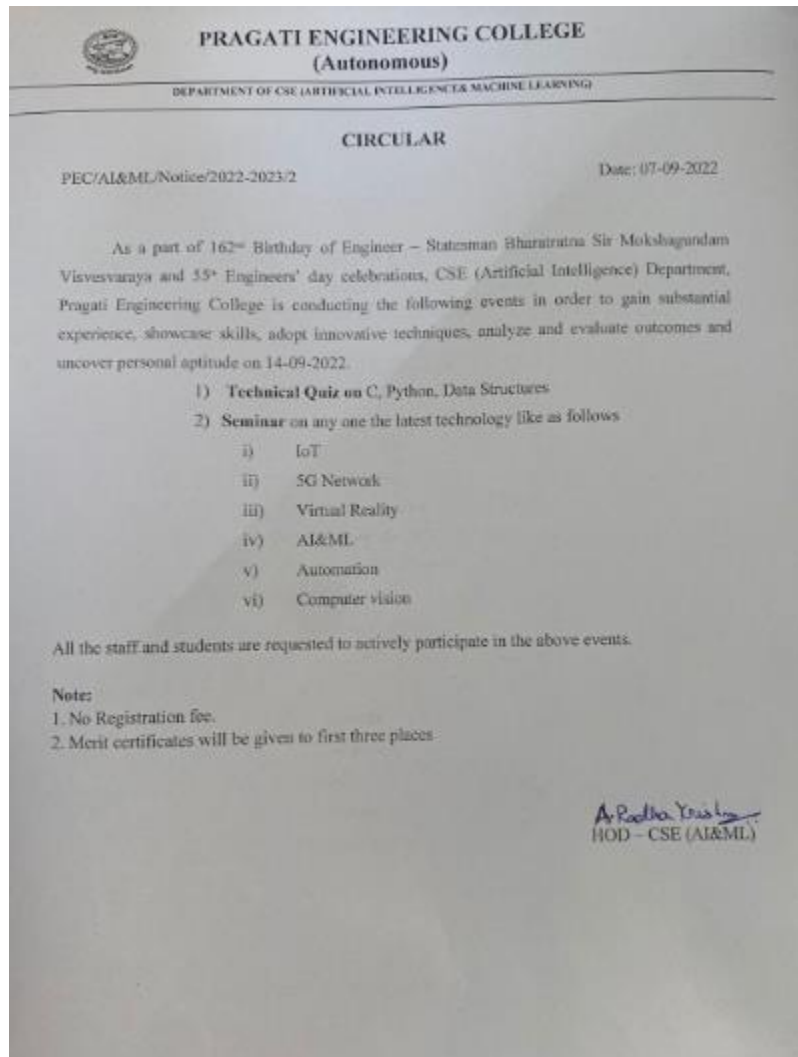 PRAGATI ENGINEERING COLLEGE
(Autonomous)
DEPARTMENT OF CSE (ARTIFICIAL INTELLIGENCE& MACHINE LEARNING)
CIRCULAR
PEC/AI&ML/Notice/2022-2023/2
Date: 07-09-2022
As a part of 162ⁿᵈ Birthday of Engineer – Statesman Bharatratna Sir Mokshagundam
Visvesvaraya and 55ᵗʰ Engineers' day celebrations, CSE (Artificial Intelligence) Department,
Pragati Engineering College is conducting the following events in order to gain substantial
experience, showcase skills, adopt innovative techniques, analyze and evaluate outcomes and
uncover personal aptitude on 14-09-2022.
1) Technical Quiz on C, Python, Data Structures
2) Seminar on any one the latest technology like as follows
i) IoT
ii) 5G Network
iii) Virtual Reality
iv) AI&ML
v) Automation
vi) Computer vision
All the staff and students are requested to actively participate in the above events.
Note:
1. No Registration fee.
2. Merit certificates will be given to first three places
A. Radha Krishna
HOD – CSE (AI&ML)